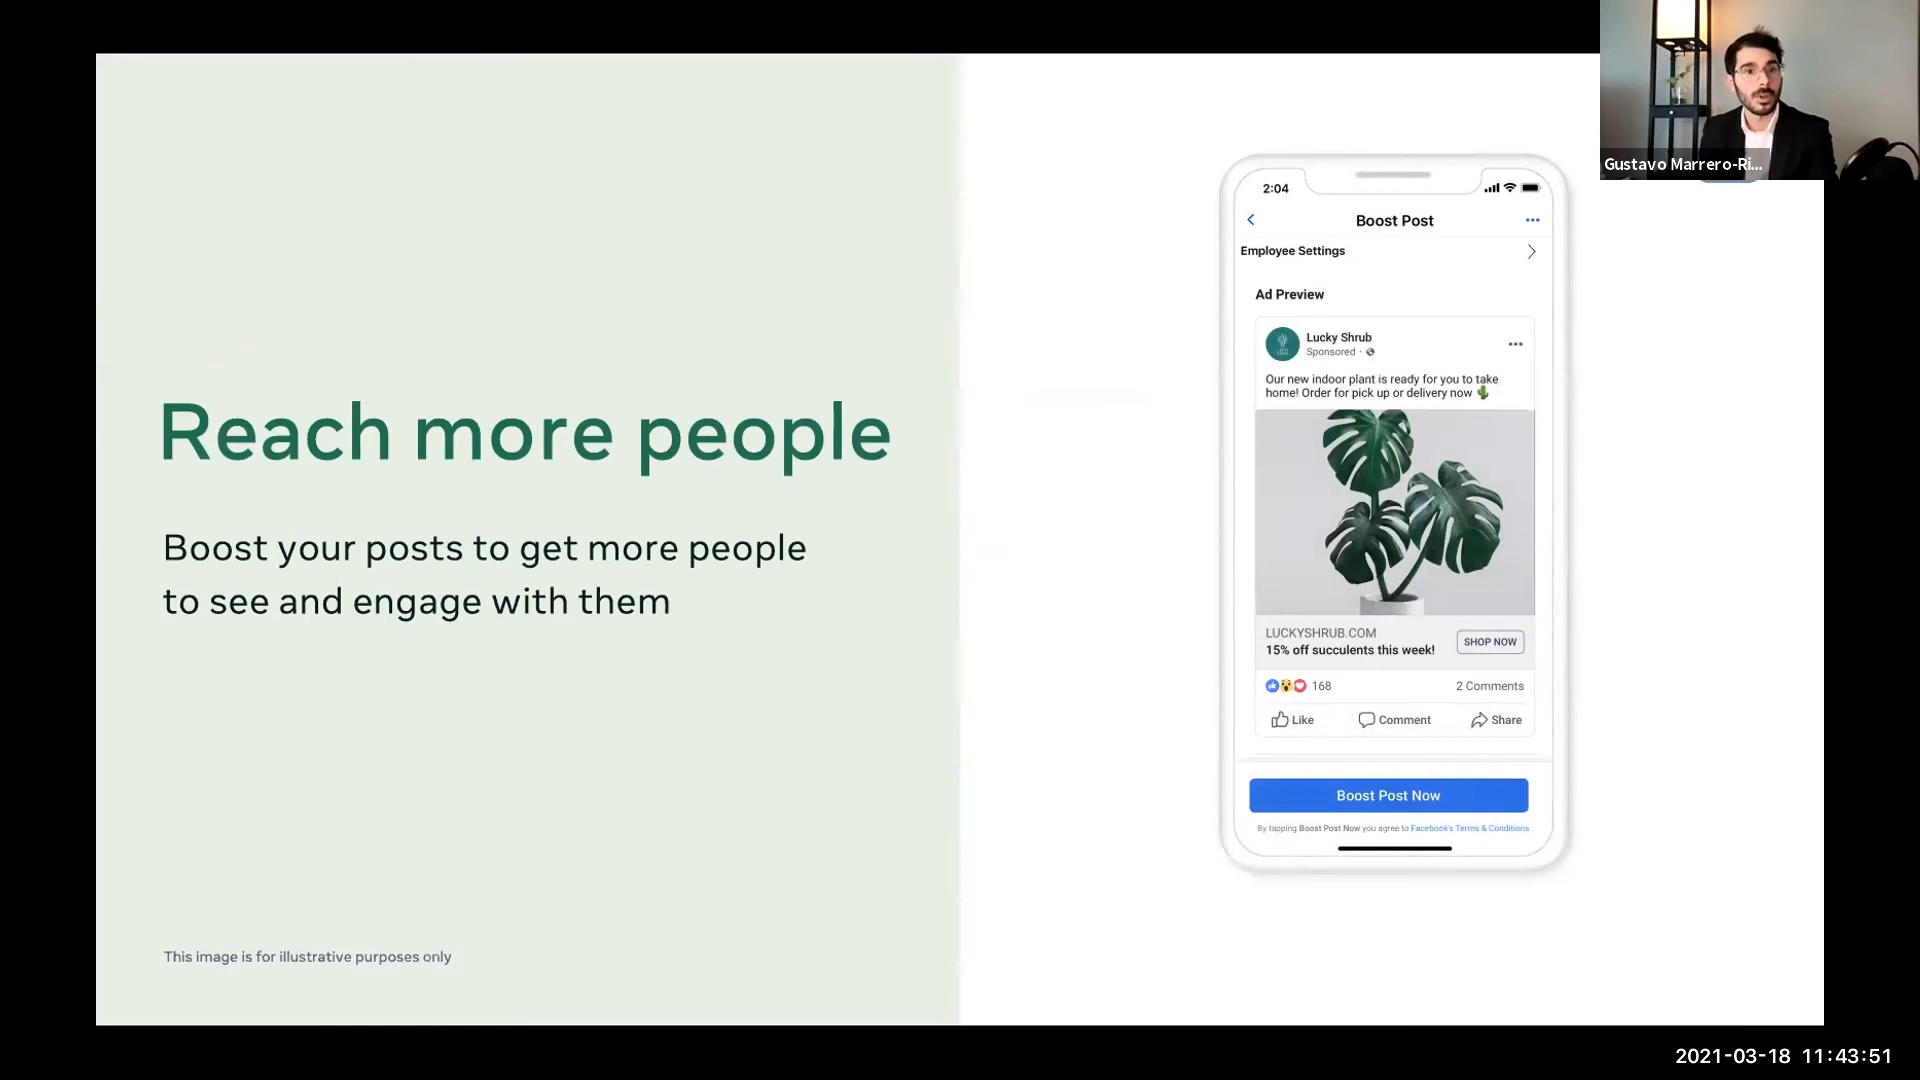 Gustavo Marrero-Ri...
Reach more people
Boost your posts to get more people
to see and engage with them
This image is for illustrative purposes only
2:04
Boost Post
Employee Settings
Ad Preview
Lucky Shrub
Sponsored ·
Our new indoor plant is ready for you to take
home! Order for pick up or delivery now 🌵
LUCKYSHRUB.COM
15% off succulents this week!
SHOP NOW
168
2 Comments
Like
Comment
Share
Boost Post Now
By tapping Boost Post Now you agree to Facebook's Terms & Conditions.
2021-03-18 11:43:51